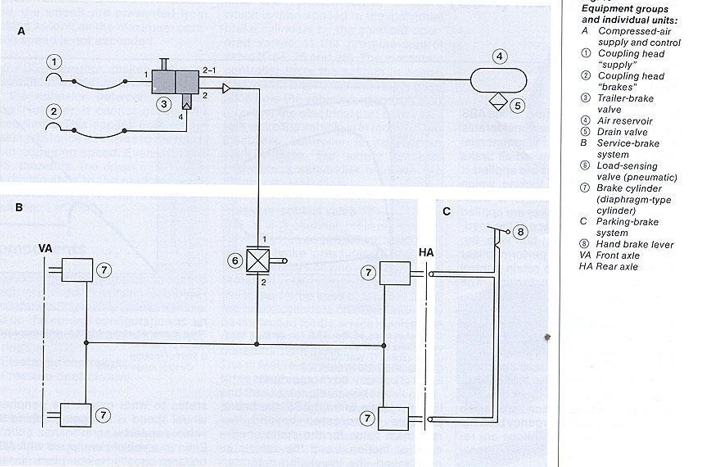 Equipment groups
and individual units:
A Compressed-air
supply and control
① Coupling head
"supply"
② Coupling head
"brakes"
③ Trailer-brake
valve
④ Air reservoir
⑤ Drain valve
B Service-brake
system
⑥ Load-sensing
valve (pneumatic)
⑦ Brake cylinder
(diaphragm-type
cylinder)
C Parking-brake
system
⑧ Hand brake lever
VA Front axle
HA Rear axle
A
1
2
1
3
2-1
2
4
4
5
B
C
VA
7
6
1
2
7
HA
8
7
7